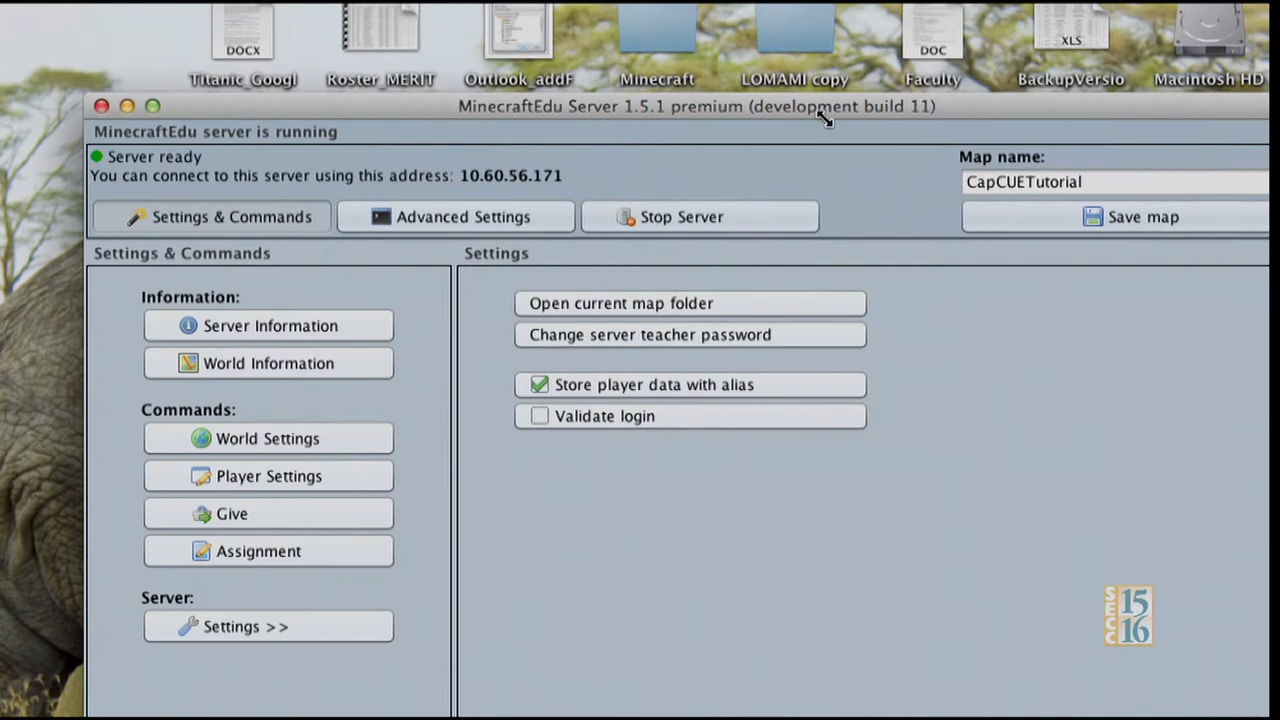 DOCX
DOC
XLS
Titanic_Googl
Roster_MERIT
Outlook_addF
Minecraft
LOMAMI copy
Faculty
BackupVersio
Macintosh HD
MinecraftEdu Server 1.5.1 premium (development build 11)
MinecraftEdu server is running
Server ready
You can connect to this server using this address: 10.60.56.171
Map name:
CapCUETutorial
Settings & Commands
Advanced Settings
Stop Server
Save map
Settings & Commands
Settings
Information:
Server Information
World Information
Commands:
World Settings
Player Settings
Give
Assignment
Server:
Settings >>
Open current map folder
Change server teacher password
Store player data with alias
Validate login
SECC
15
16